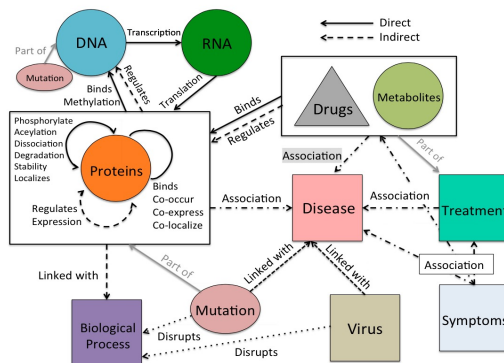 Part of
DNA
Transcription
RNA
Direct
Indirect
Mutation
Binds
Methylation
Regulates
Translation
Binds
Regulates
Drugs
Metabolites
Phosphorylate
Aceylation
Dissociation
Degradation
Stability
Localizes
Proteins
Regulates
Expression
Binds
Co-occur
Co-express
Co-localize
Association
Association
Part of
Disease
Association
Treatment
Association
Linked with
Part of
Linked with
Linked with
Biological
Process
Mutation
Disrupts
Disrupts
Virus
Symptoms